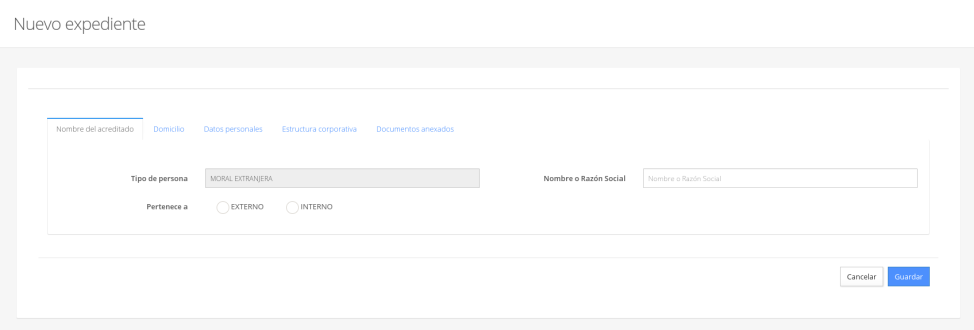 Nuevo expediente
Nombre del acreditado Domicilio Datos personales Estructura corporativa Documentos anexados
Tipo de persona MORAL EXTRANJERA Nombre o Razón Social Nombre o Razón Social
Pertenece a EXTERNO INTERNO
Cancelar Guardar